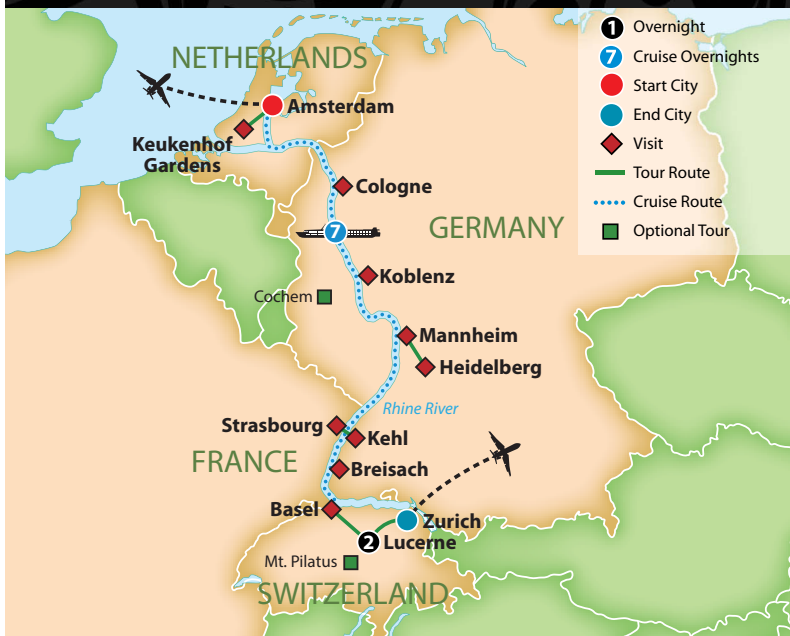 1 Overnight
7 Cruise Overnights
Start City
End City
Visit
Tour Route
Cruise Route
Optional Tour
NETHERLANDS
Amsterdam
Keukenhof
Gardens
Cologne
7
GERMANY
Koblenz
Cochem
Mannheim
Heidelberg
Rhine River
Strasbourg
Kehl
FRANCE
Breisach
Basel
Zurich
2 Lucerne
Mt. Pilatus
SWITZERLAND